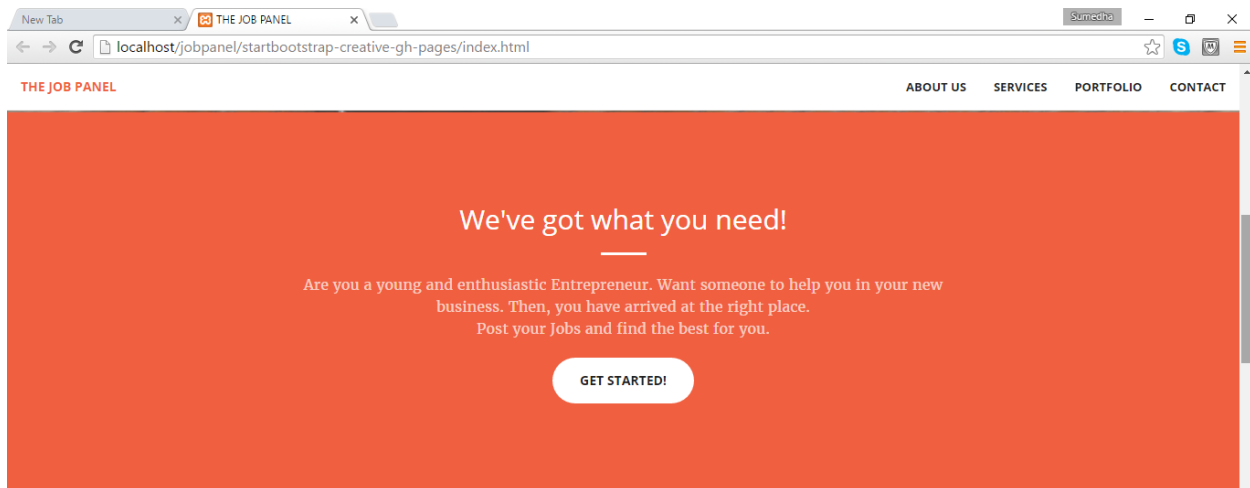 New Tab
THE JOB PANEL
Sumedha
localhost/jobpanel/startbootstrap-creative-gh-pages/index.html
THE JOB PANEL
ABOUT US
SERVICES
PORTFOLIO
CONTACT
We've got what you need!
Are you a young and enthusiastic Entrepreneur. Want someone to help you in your new
business. Then, you have arrived at the right place.
Post your Jobs and find the best for you.
GET STARTED!